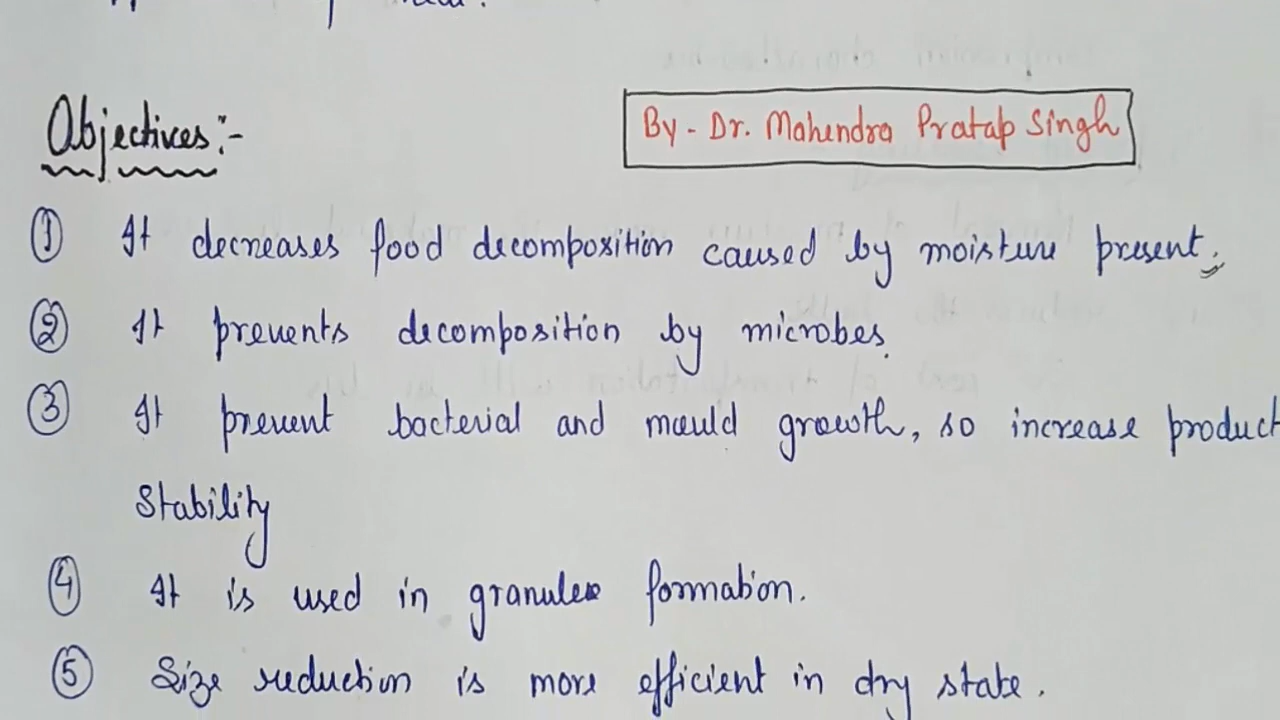 Objectives:-
By - Dr. Mahendra Pratap Singh
① It decreases food decomposition caused by moisture present.
② It prevents decomposition by microbes.
③ It prevent bacterial and mould growth, so increase product
Stability
④ It is used in granules formation.
⑤ Size reduction is more efficient in dry state.